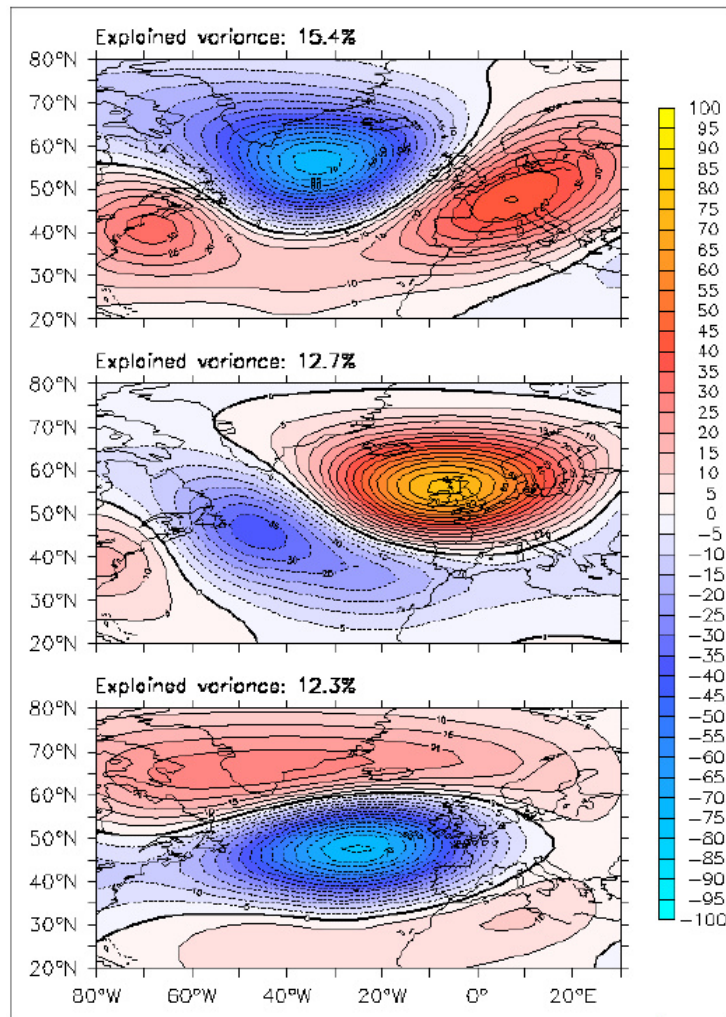 Explained variance: 15.4%
80°N
70°N
60°N
50°N
40°N
30°N
20°N
Explained variance: 12.7%
80°N
70°N
60°N
50°N
40°N
30°N
20°N
Explained variance: 12.3%
80°N
70°N
60°N
50°N
40°N
30°N
20°N
80°W 60°W 40°W 20°W 0° 20°E
100
95
90
85
80
75
70
65
60
55
50
45
40
35
30
25
20
15
10
5
0
-5
-10
-15
-20
-25
-30
-35
-40
-45
-50
-55
-60
-65
-70
-75
-80
-85
-90
-95
-100